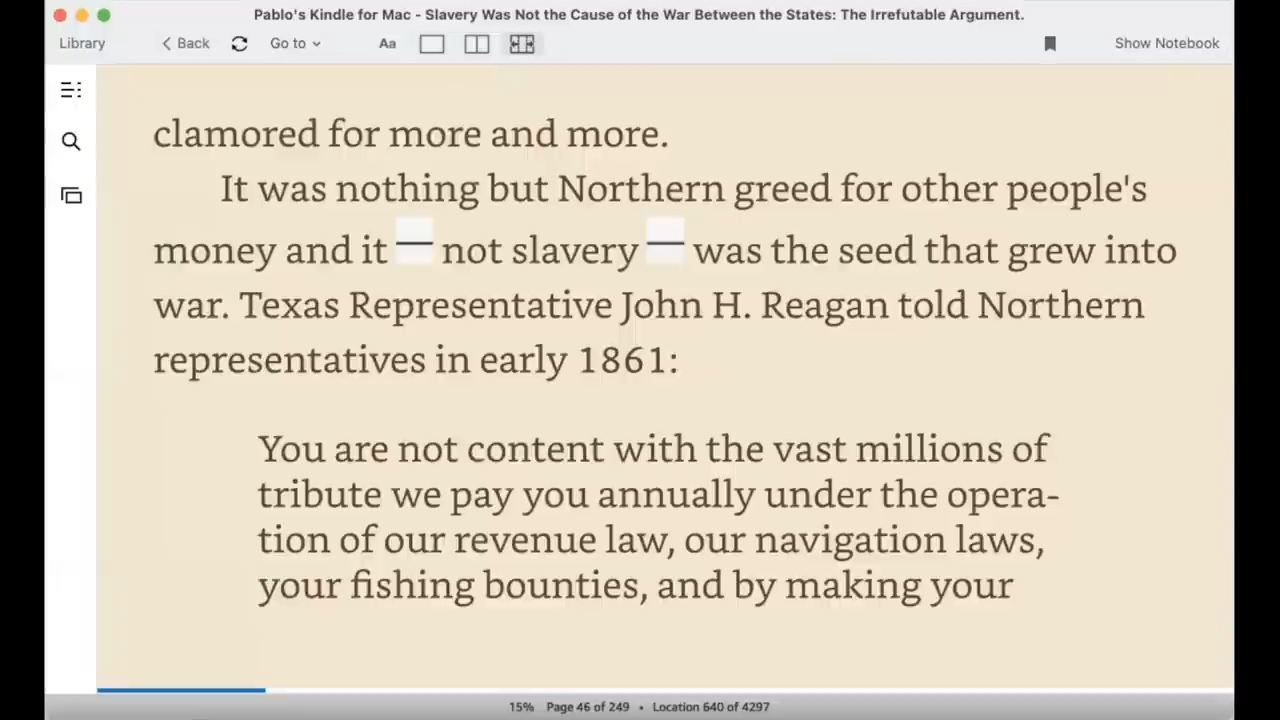 Pablo's Kindle for Mac - Slavery Was Not the Cause of the War Between the States: The Irrefutable Argument.
Library Back Go to Aa Show Notebook
clamored for more and more.
It was nothing but Northern greed for other people's
money and it — not slavery — was the seed that grew into
war. Texas Representative John H. Reagan told Northern
representatives in early 1861:
You are not content with the vast millions of
tribute we pay you annually under the opera-
tion of our revenue law, our navigation laws,
your fishing bounties, and by making your
15% Page 46 of 249 • Location 640 of 4297